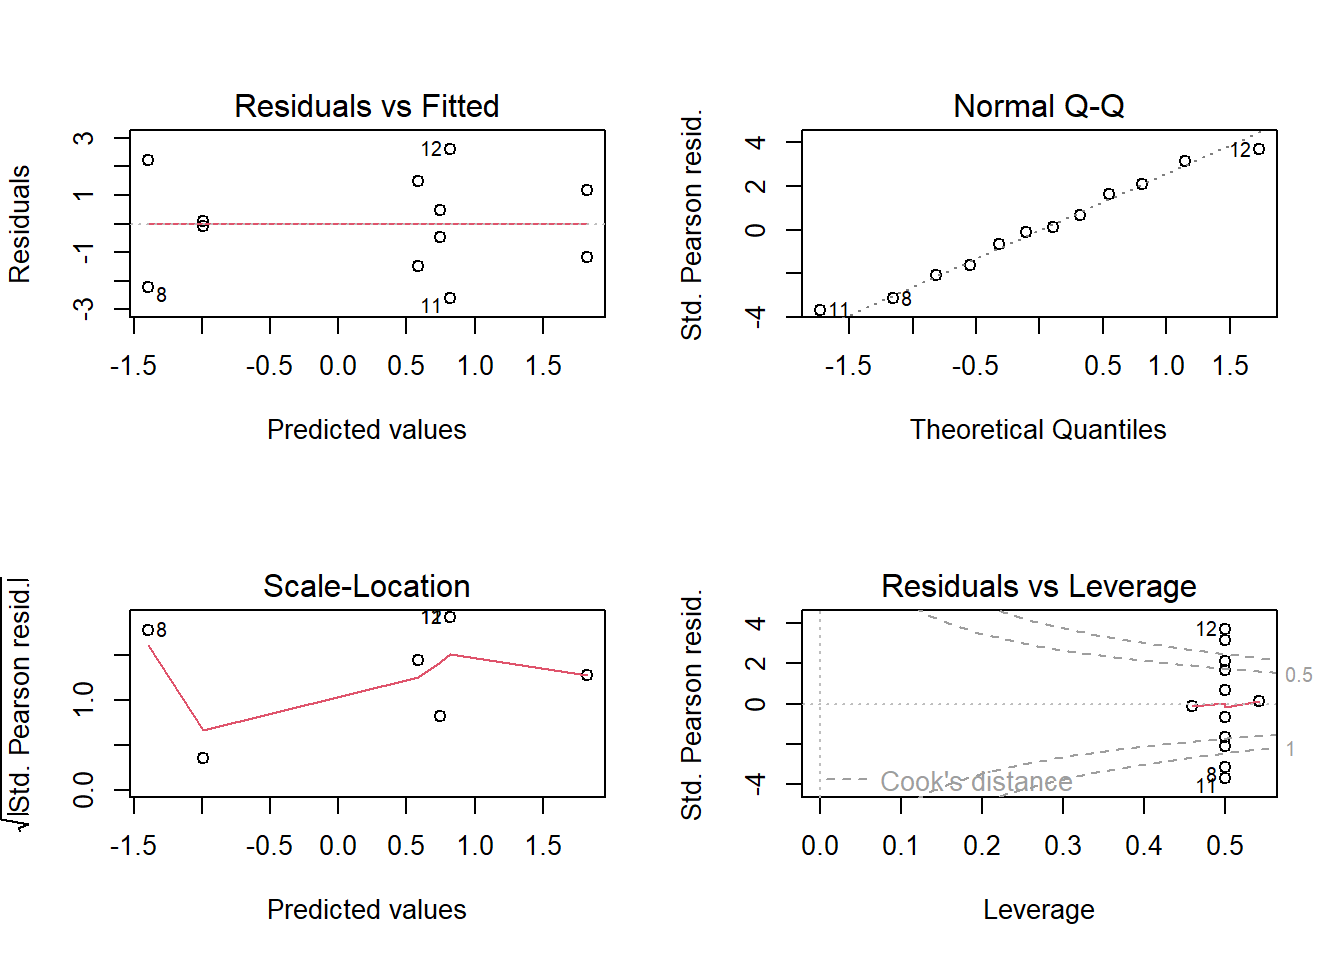 Residuals vs Fitted
Residuals
3
1
-1
-3
12
8
11
-1.5 -0.5 0.0 0.5 1.0 1.5
Predicted values
Normal Q-Q
Std. Pearson resid.
4
2
0
-4
12
11
8
-1.5 -0.5 0.5 1.0 1.5
Theoretical Quantiles
Scale-Location
√|Std. Pearson resid.|
1.0
0.0
8
12
-1.5 -0.5 0.0 0.5 1.0 1.5
Predicted values
Residuals vs Leverage
Std. Pearson resid.
4
2
0
-4
12
0.5
1
8
11
Cook's distance
0.0 0.1 0.2 0.3 0.4 0.5
Leverage